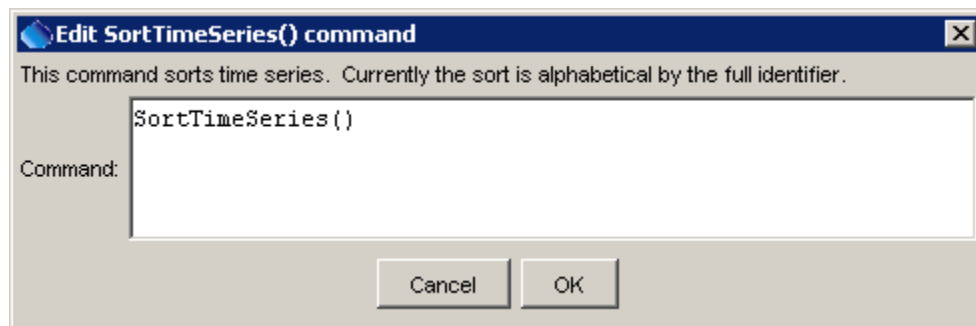 Edit SortTimeSeries() command
This command sorts time series.  Currently the sort is alphabetical by the full identifier.
SortTimeSeries()
Command:
Cancel OK